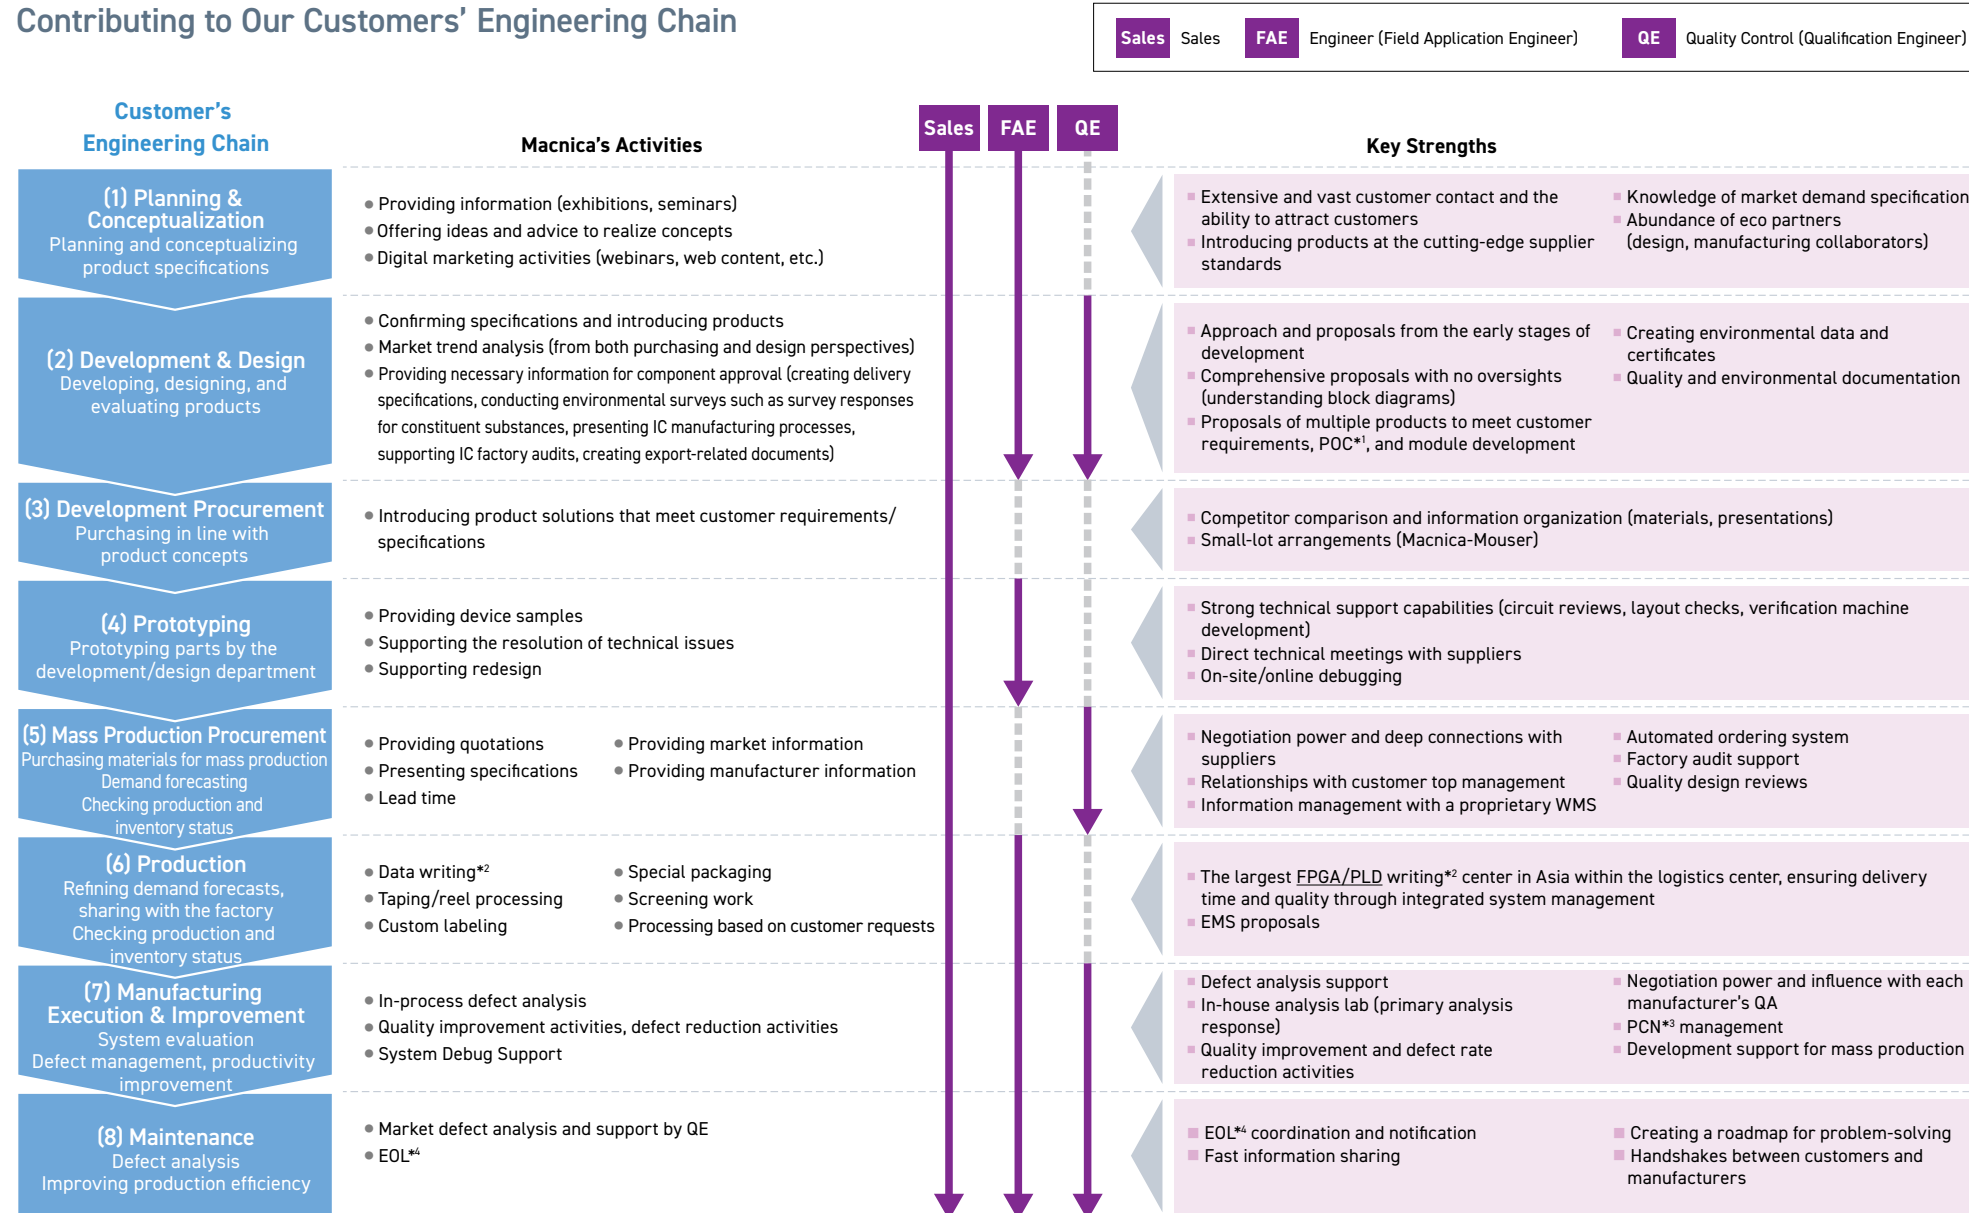 Contributing to Our Customers’ Engineering Chain
Sales Sales FAE Engineer (Field Application Engineer) QE Quality Control (Qualification Engineer)
Customer’s
Engineering Chain
Macnica’s Activities
Sales FAE QE
Key Strengths
(1) Planning &
Conceptualization
Planning and conceptualizing
product specifications
● Providing information (exhibitions, seminars)
● Offering ideas and advice to realize concepts
● Digital marketing activities (webinars, web content, etc.)
■ Extensive and vast customer contact and the
ability to attract customers
■ Introducing products at the cutting-edge supplier
standards
■ Knowledge of market demand specification
■ Abundance of eco partners
(design, manufacturing collaborators)
(2) Development & Design
Developing, designing, and
evaluating products
● Confirming specifications and introducing products
● Market trend analysis (from both purchasing and design perspectives)
● Providing necessary information for component approval (creating delivery
specifications, conducting environmental surveys such as survey responses
for constituent substances, presenting IC manufacturing processes,
supporting IC factory audits, creating export-related documents)
■ Approach and proposals from the early stages of
development
■ Comprehensive proposals with no oversights
(understanding block diagrams)
■ Proposals of multiple products to meet customer
requirements, POC*1, and module development
■ Creating environmental data and
certificates
■ Quality and environmental documentation
(3) Development Procurement
Purchasing in line with
product concepts
● Introducing product solutions that meet customer requirements/
specifications
■ Competitor comparison and information organization (materials, presentations)
■ Small-lot arrangements (Macnica-Mouser)
(4) Prototyping
Prototyping parts by the
development/design department
● Providing device samples
● Supporting the resolution of technical issues
● Supporting redesign
■ Strong technical support capabilities (circuit reviews, layout checks, verification machine
development)
■ Direct technical meetings with suppliers
■ On-site/online debugging
(5) Mass Production Procurement
Purchasing materials for mass production
Demand forecasting
Checking production and
inventory status
● Providing quotations
● Presenting specifications
● Lead time
● Providing market information
● Providing manufacturer information
■ Negotiation power and deep connections with
suppliers
■ Relationships with customer top management
■ Information management with a proprietary WMS
■ Automated ordering system
■ Factory audit support
■ Quality design reviews
(6) Production
Refining demand forecasts,
sharing with the factory
Checking production and
inventory status
● Data writing*2
● Taping/reel processing
● Custom labeling
● Special packaging
● Screening work
● Processing based on customer requests
■ The largest FPGA/PLD writing*2 center in Asia within the logistics center, ensuring delivery
time and quality through integrated system management
■ EMS proposals
(7) Manufacturing
Execution & Improvement
System evaluation
Defect management, productivity
improvement
● In-process defect analysis
● Quality improvement activities, defect reduction activities
● System Debug Support
■ Defect analysis support
■ In-house analysis lab (primary analysis
response)
■ Quality improvement and defect rate
reduction activities
■ Negotiation power and influence with each
manufacturer’s QA
■ PCN*3 management
■ Development support for mass production
(8) Maintenance
Defect analysis
Improving production efficiency
● Market defect analysis and support by QE
● EOL*4
■ EOL*4 coordination and notification
■ Fast information sharing
■ Creating a roadmap for problem-solving
■ Handshakes between customers and
manufacturers